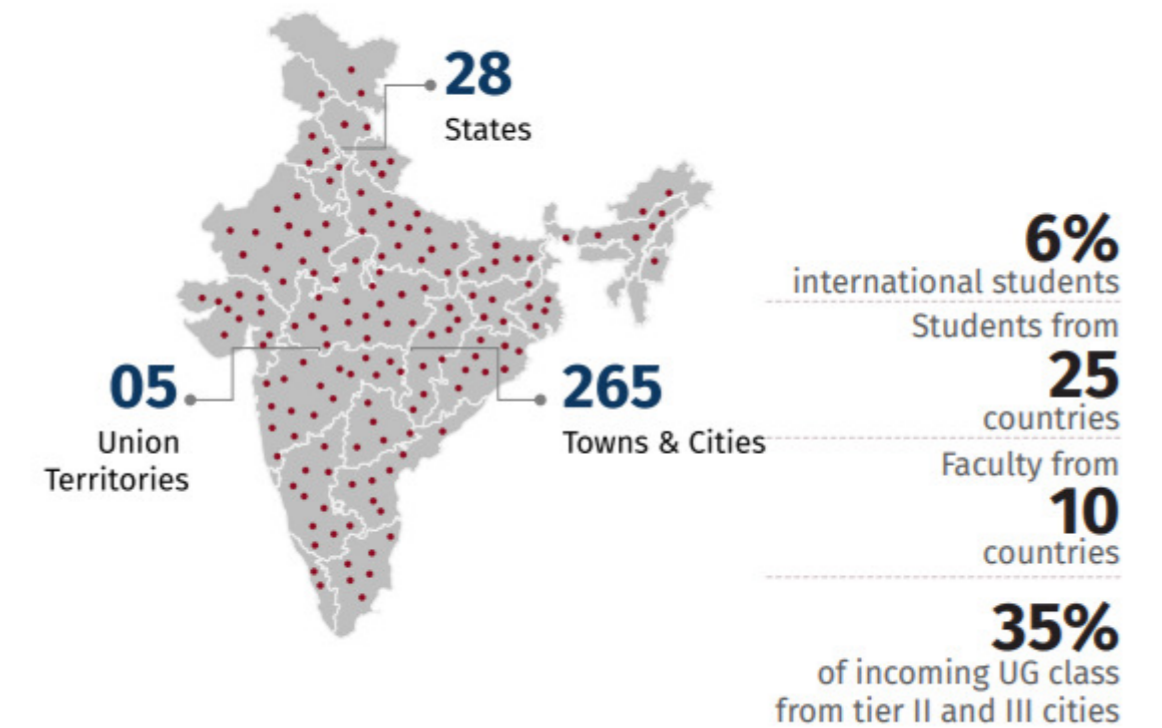 28
States
05
Union
Territories
265
Towns & Cities
6%
international students
Students from
25
countries
Faculty from
10
countries
35%
of incoming UG class
from tier II and III cities